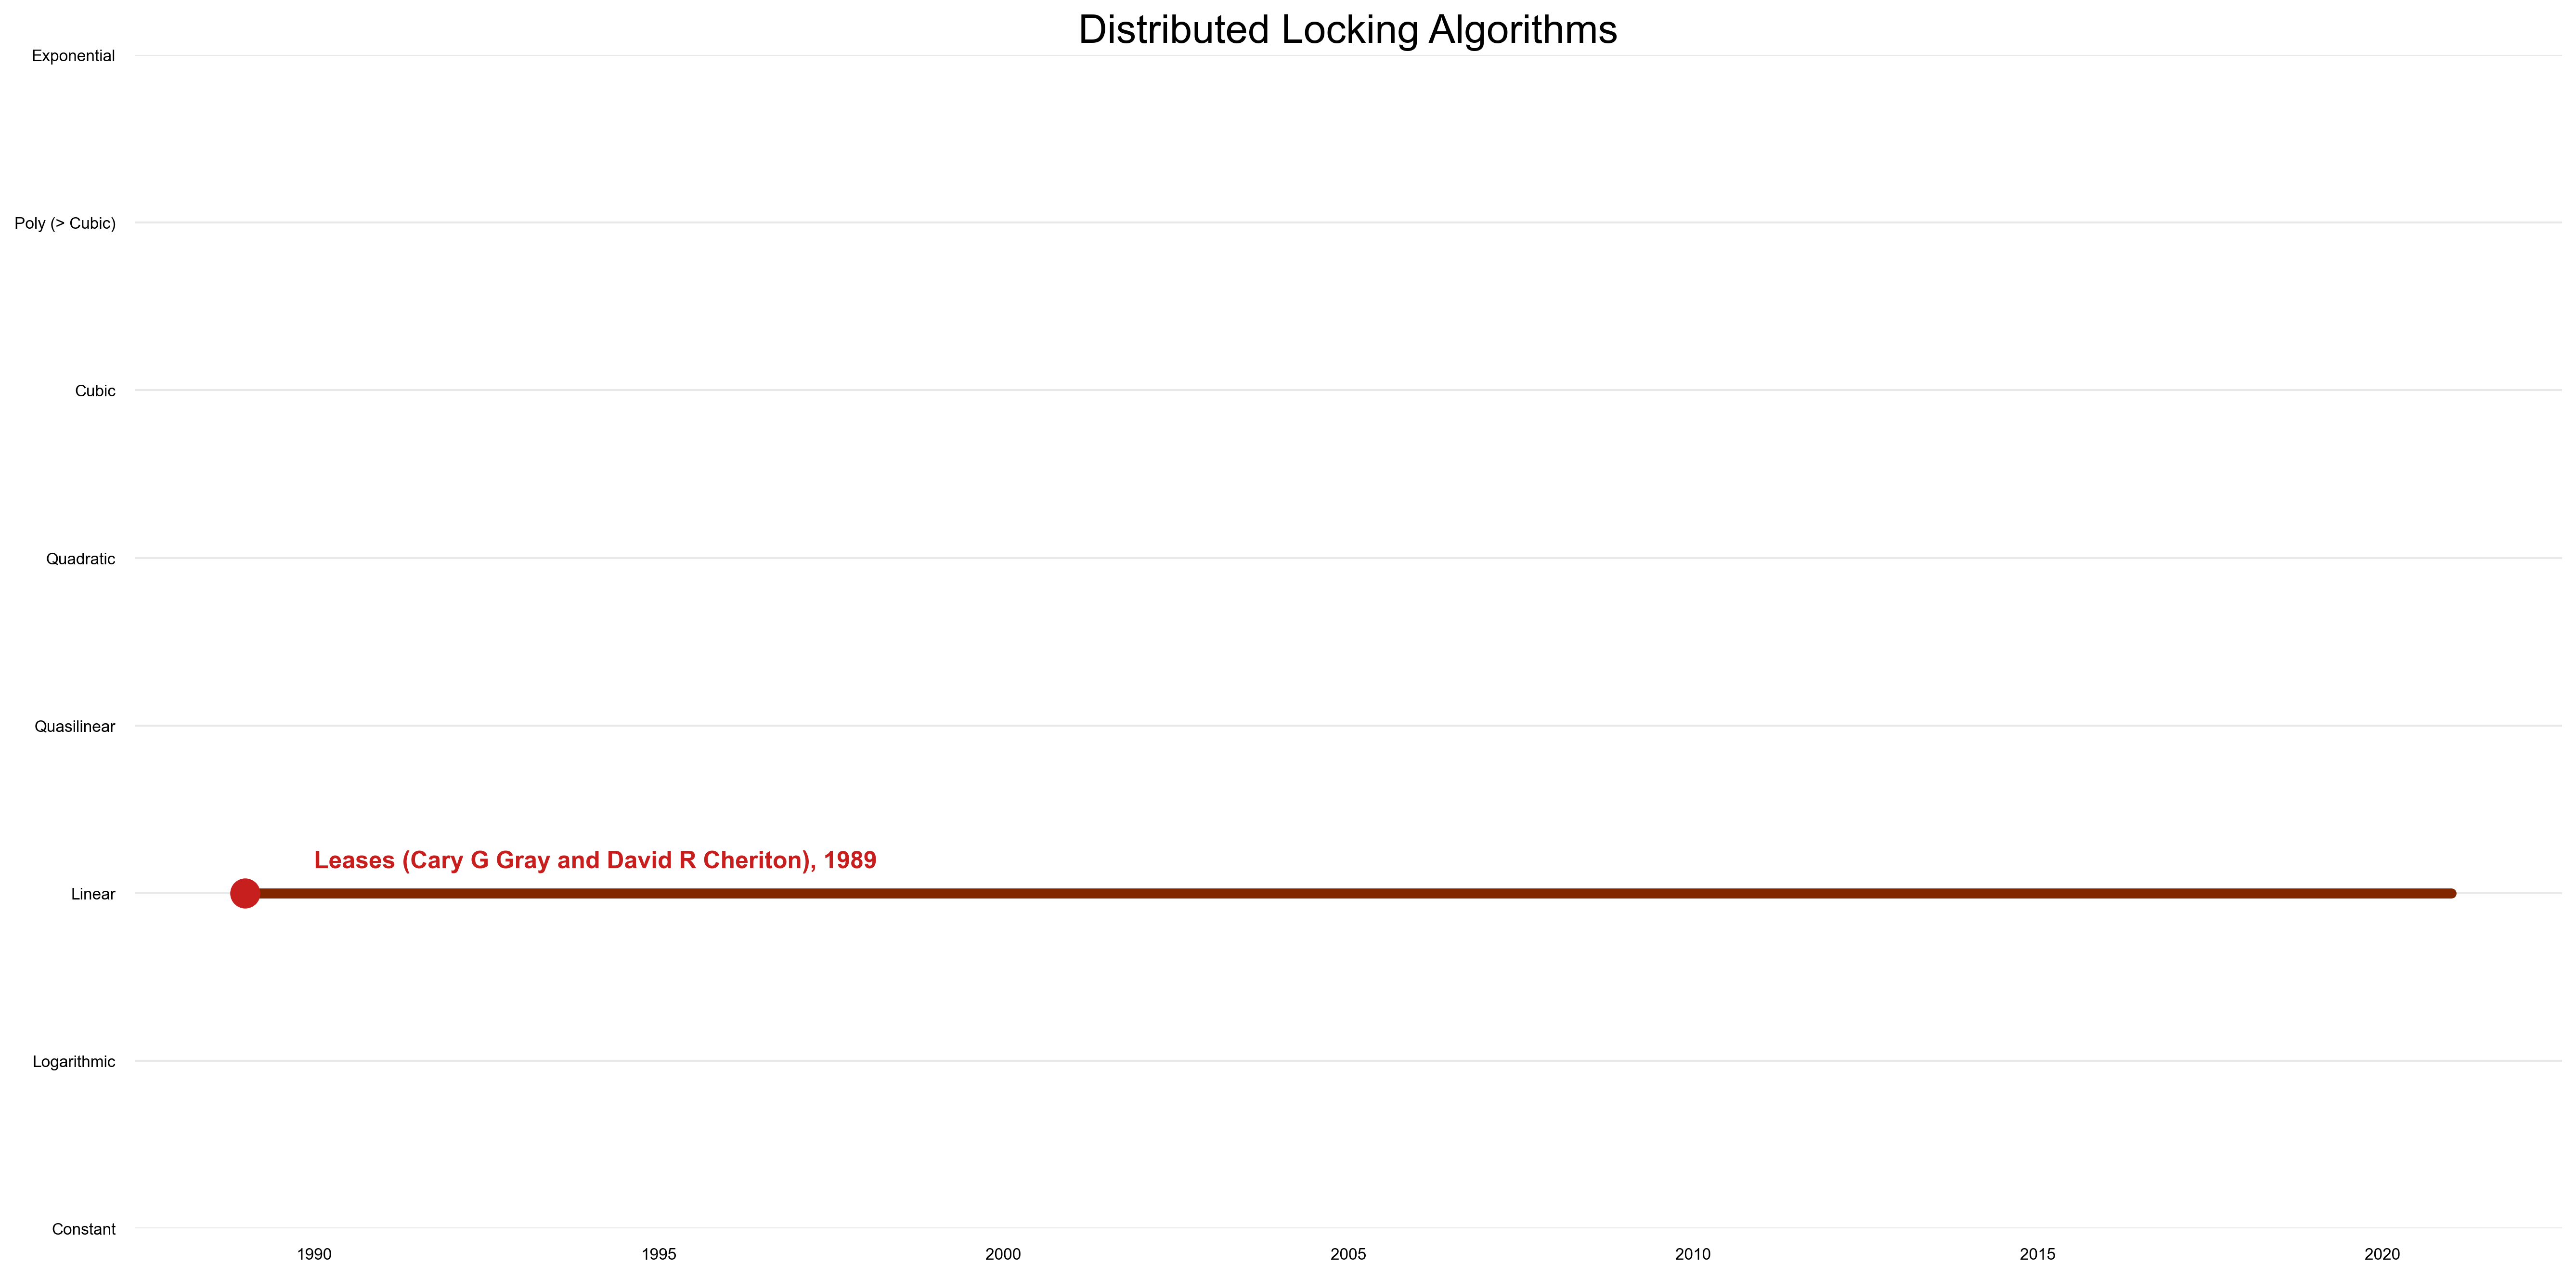 Distributed Locking Algorithms
Exponential
Poly (> Cubic)
Cubic
Quadratic
Quasilinear
Leases (Cary G Gray and David R Cheriton), 1989
Linear
Logarithmic
Constant
1990 1995 2000 2005 2010 2015 2020